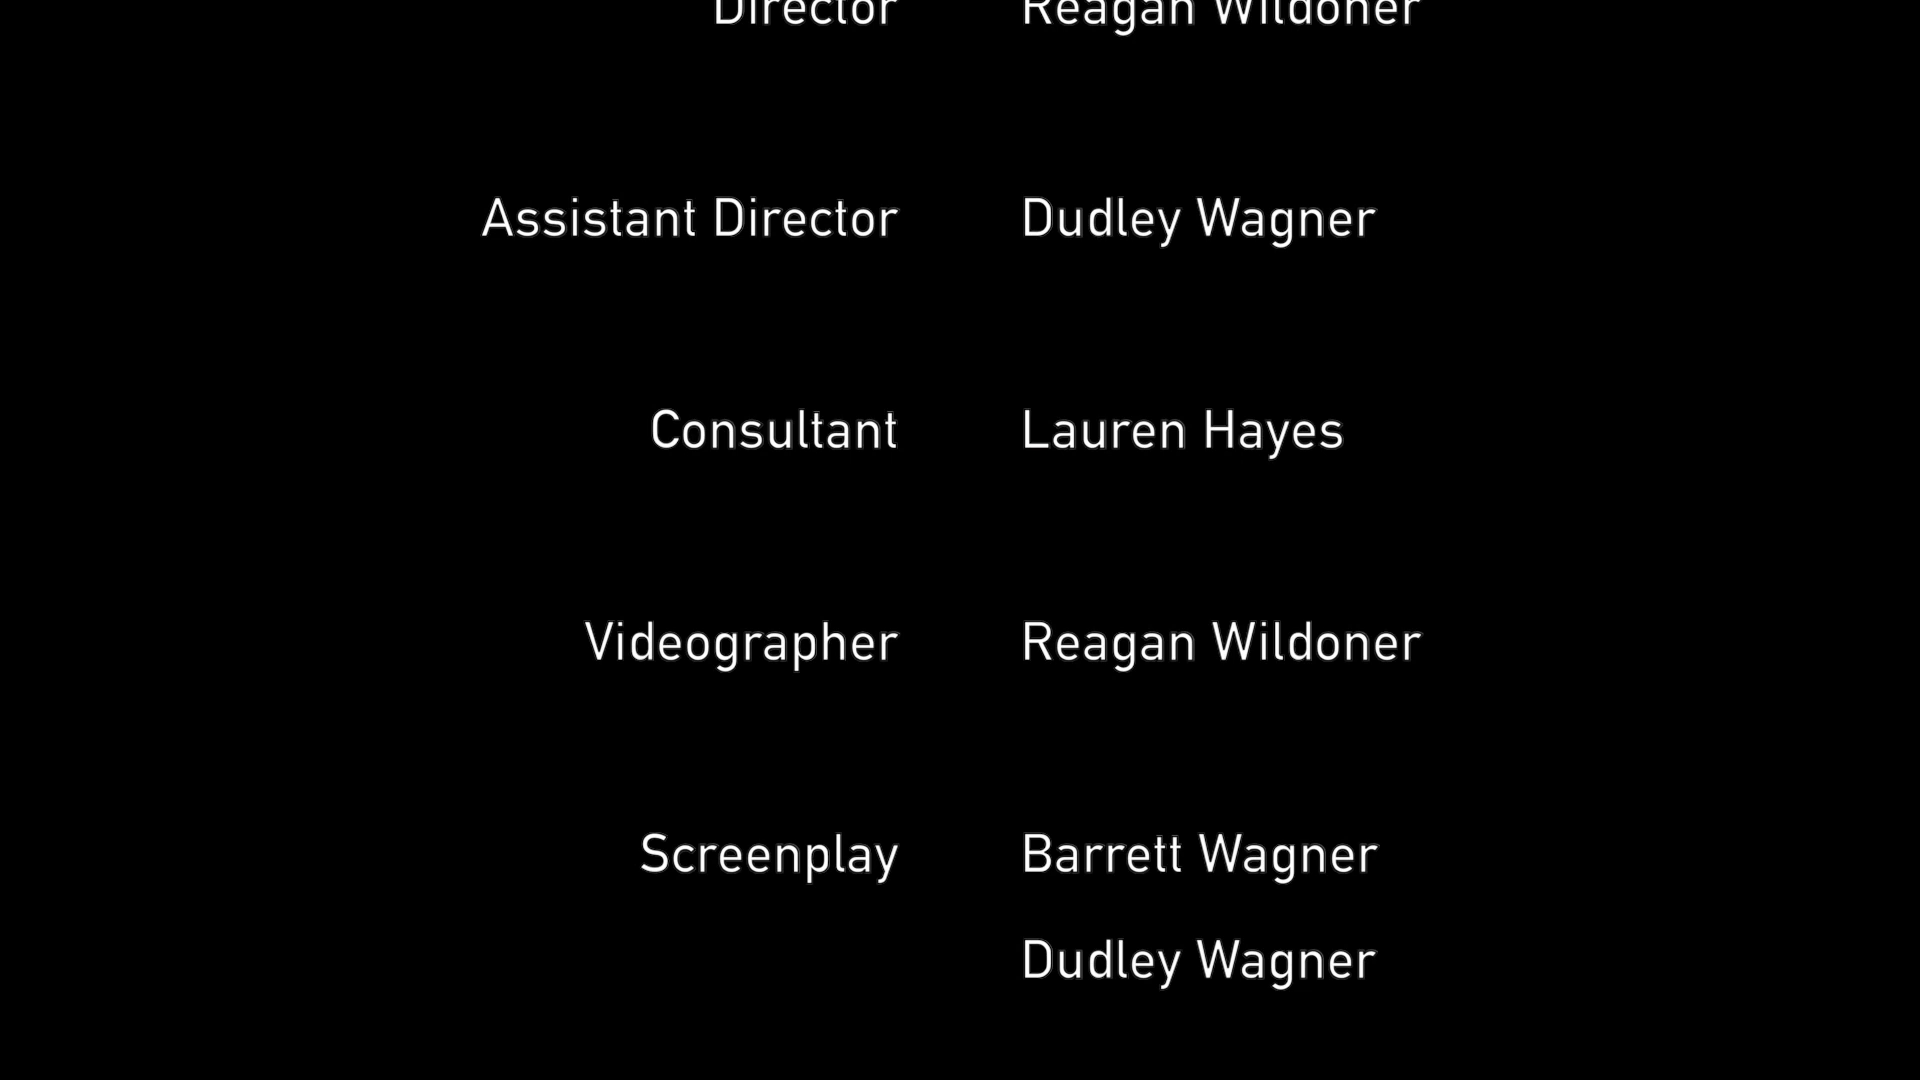 Director Reagan Wildoner
Assistant Director Dudley Wagner
Consultant Lauren Hayes
Videographer Reagan Wildoner
Screenplay Barrett Wagner
Dudley Wagner